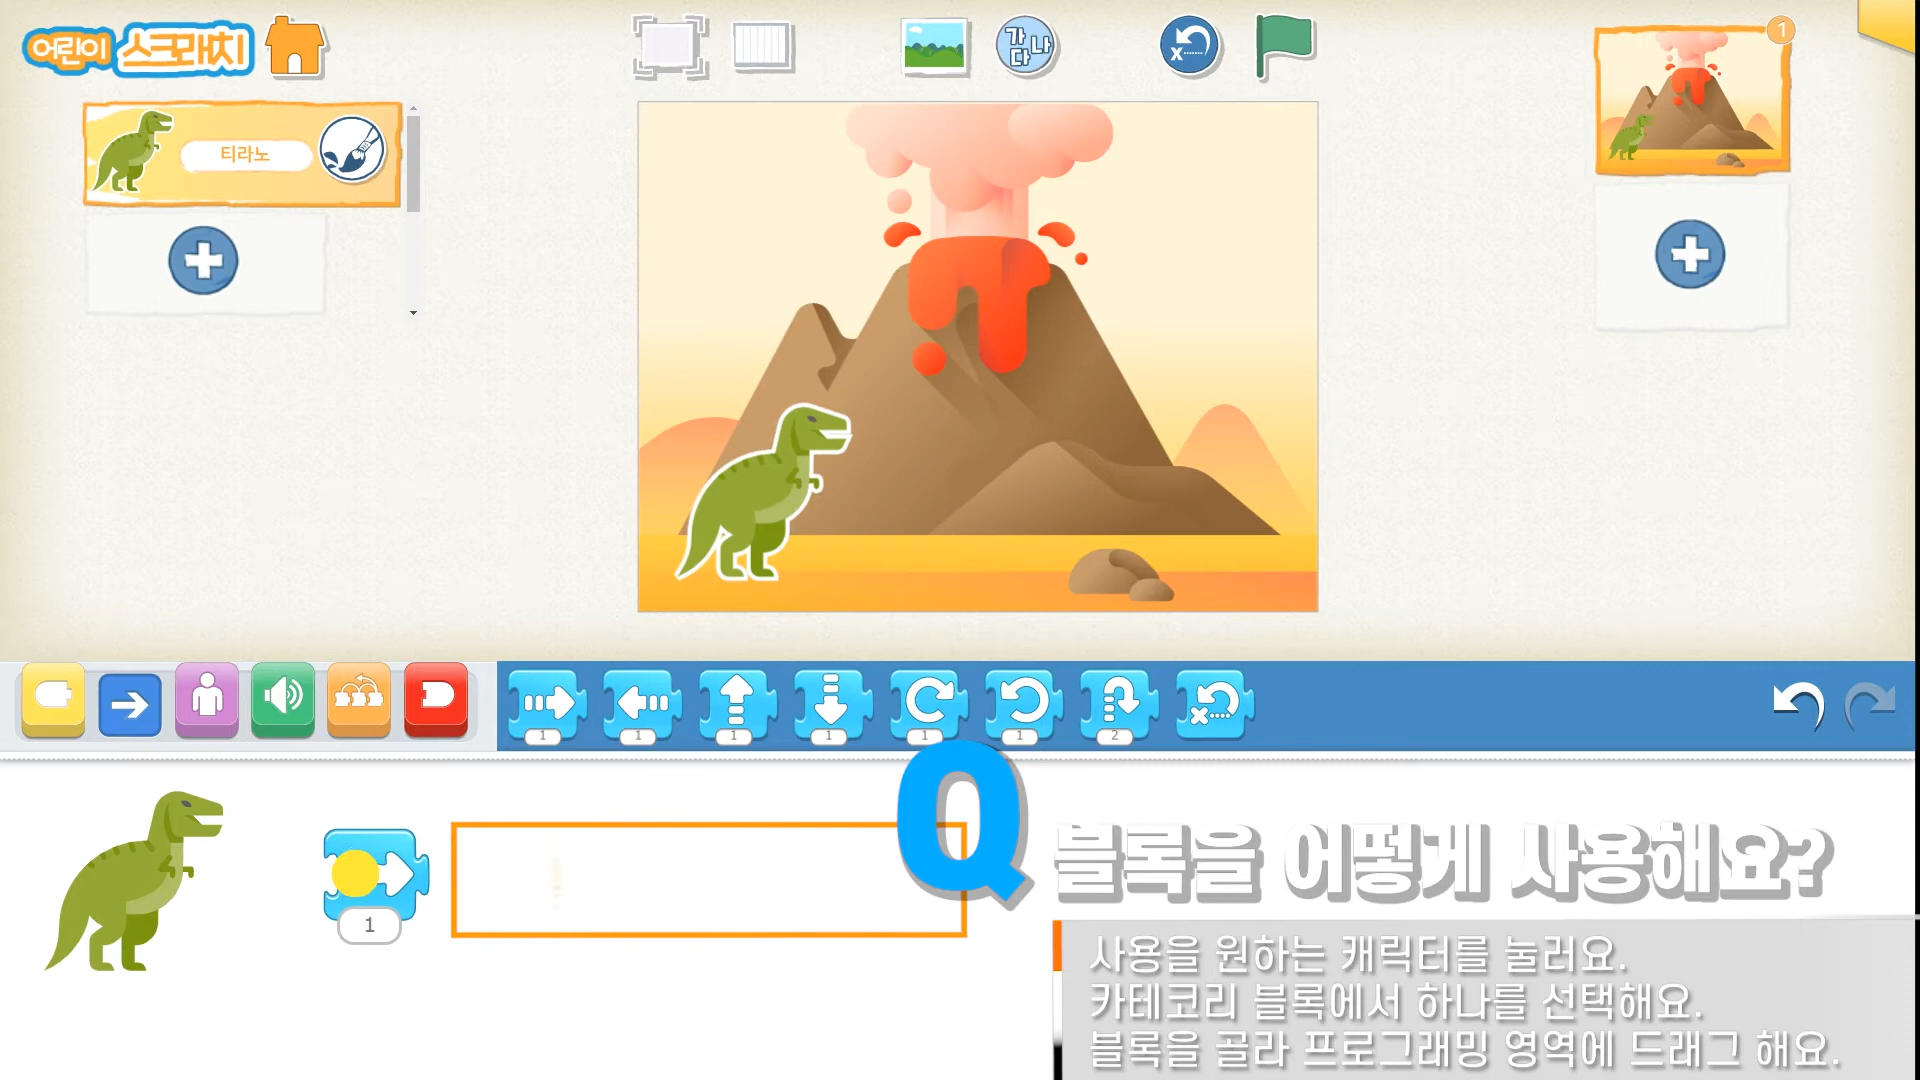 어린이 스크래치
가나다
1
티라노
1
1
1
1
1
1
2
1
Q 블록을 어떻게 사용해요?
사용을 원하는 캐릭터를 눌러요.
카테코리 블록에서 하나를 선택해요.
블록을 골라 프로그래밍 영역에 드래그 해요.